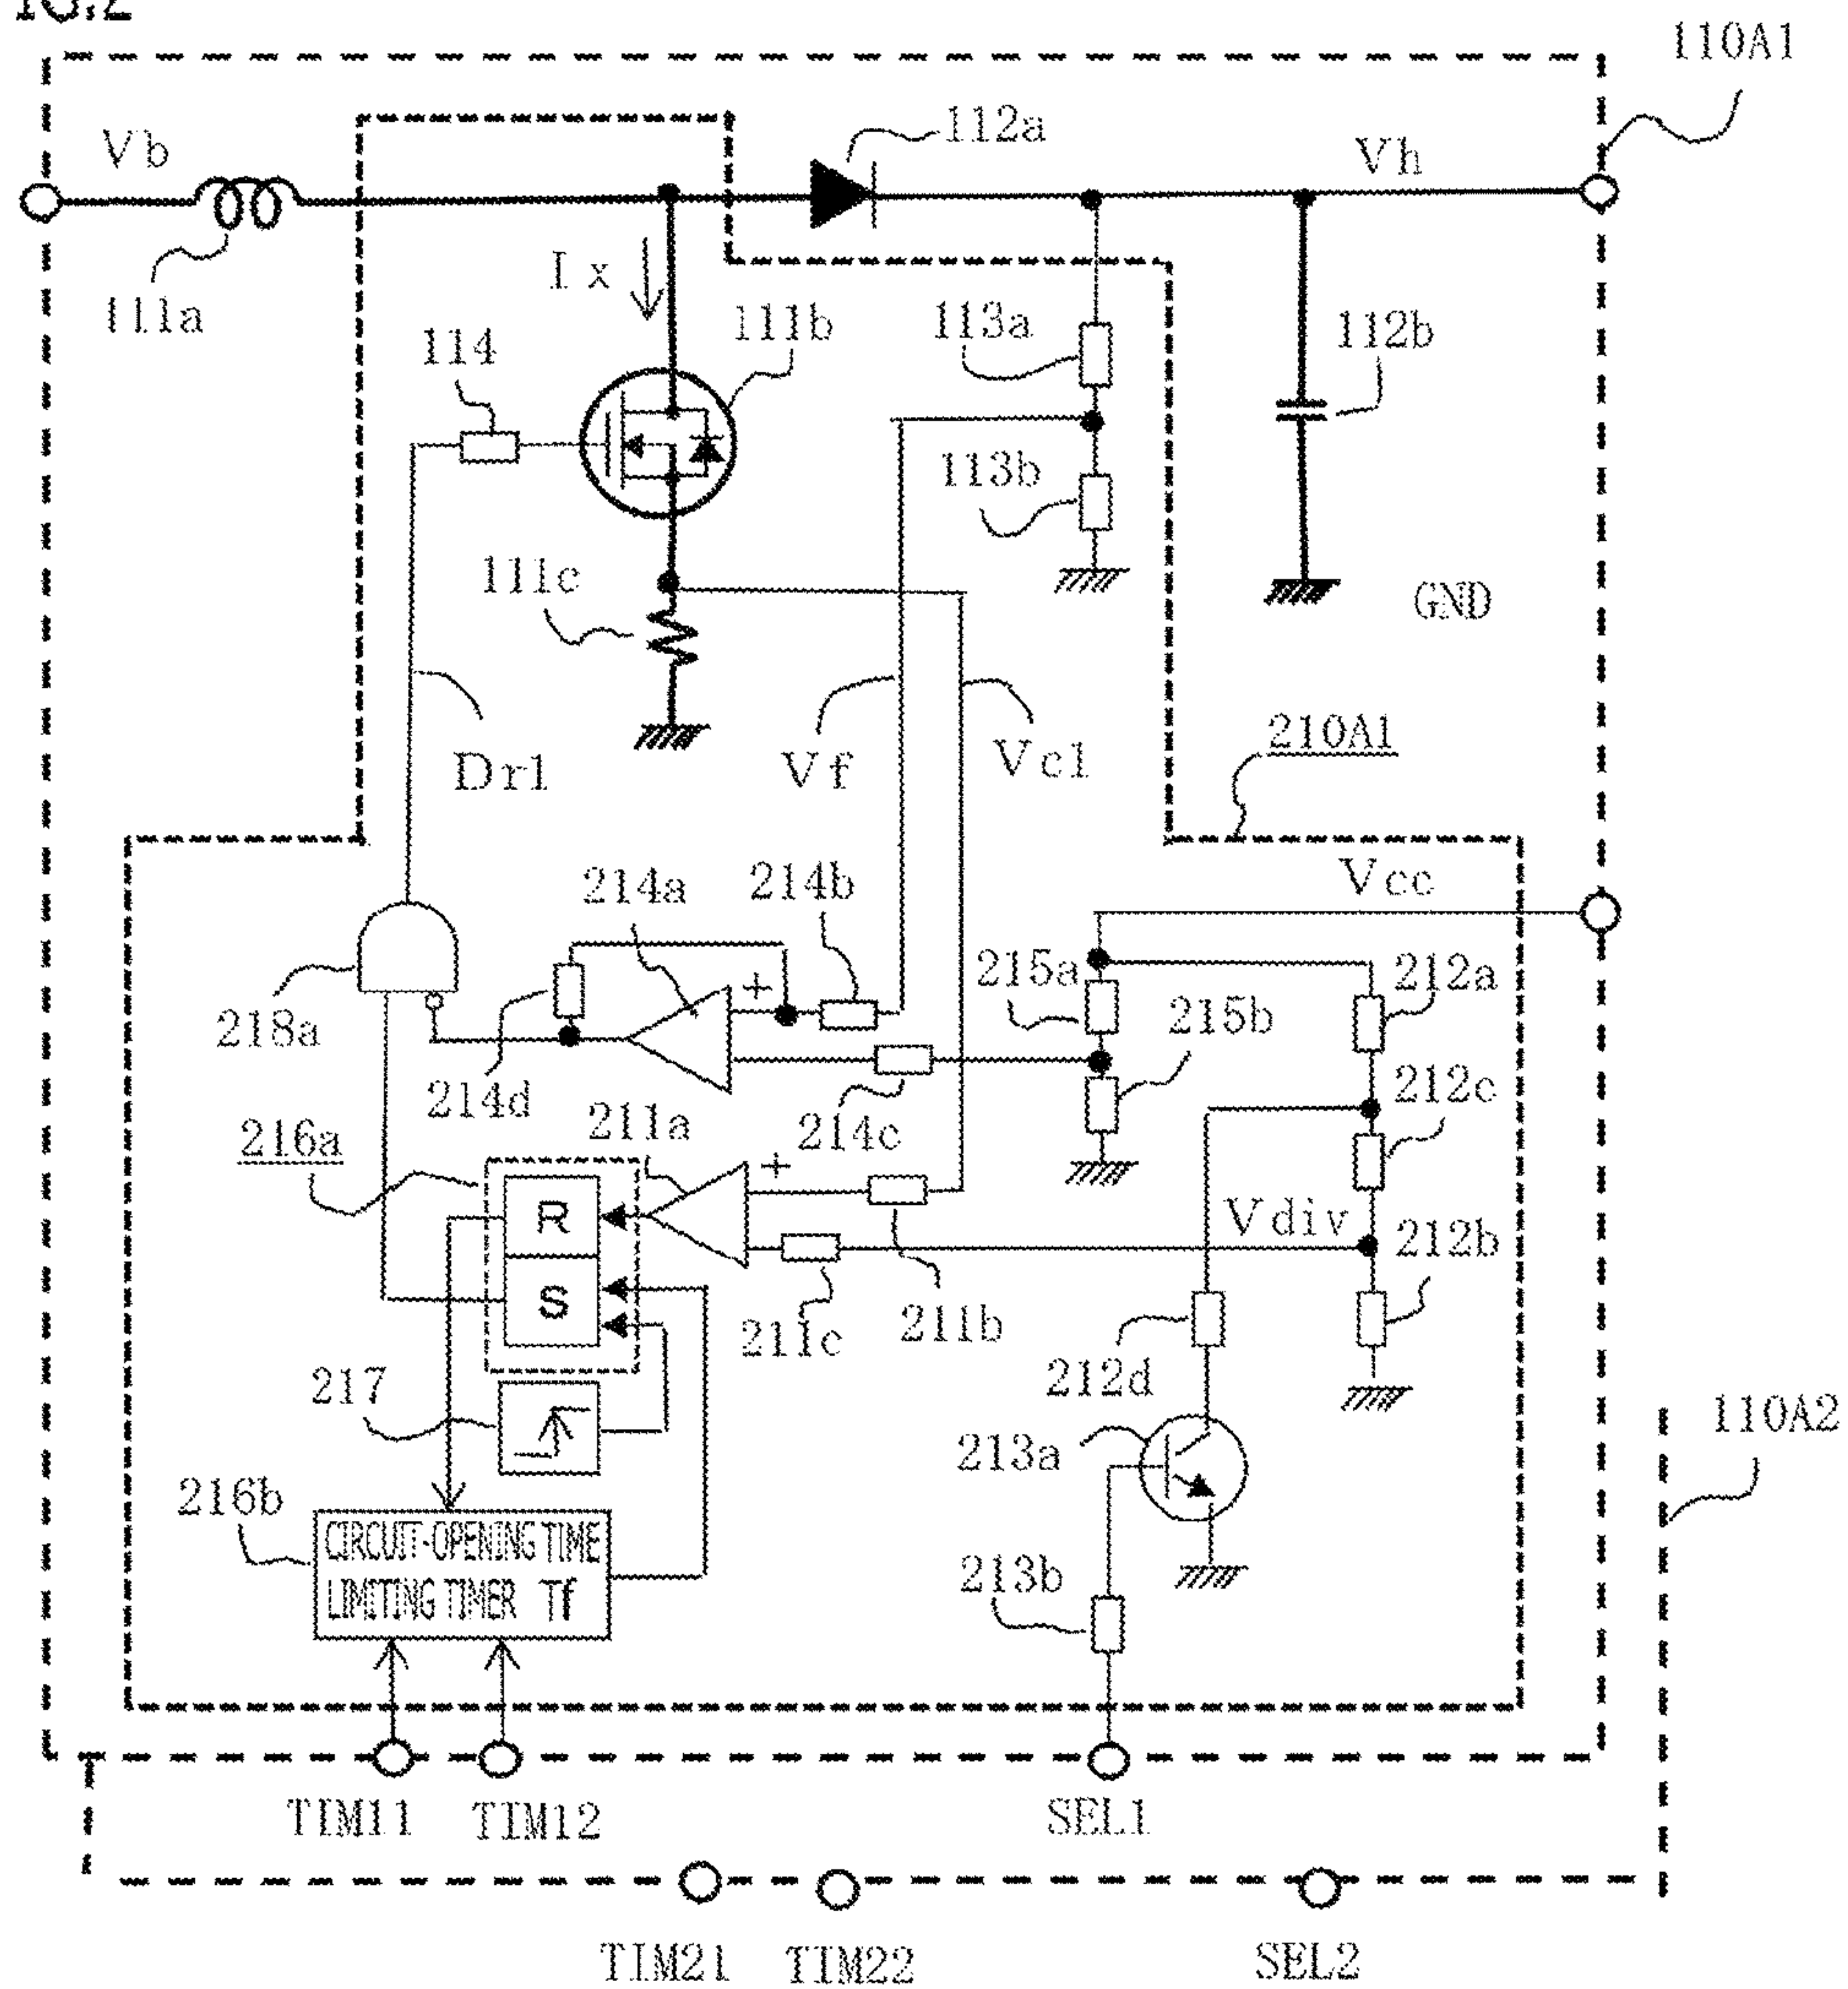 IG.2
110A1
Vb
112a
Vh
111a
Ix
114
111b
113a
112b
113b
111c
GND
Dr1
Vf
Vc1
210A1
Vcc
214a
214b
215a
212a
218a
215b
214d
212c
216a
211a
214c
R
Vdiv
212b
S
211c
211b
217
212d
110A2
213a
216b
CIRCUIT-OPENING TIME
LIMITING TIMER Tf
213b
TIM11
TIM12
SEL1
TIM21
TIM22
SEL2
+
+